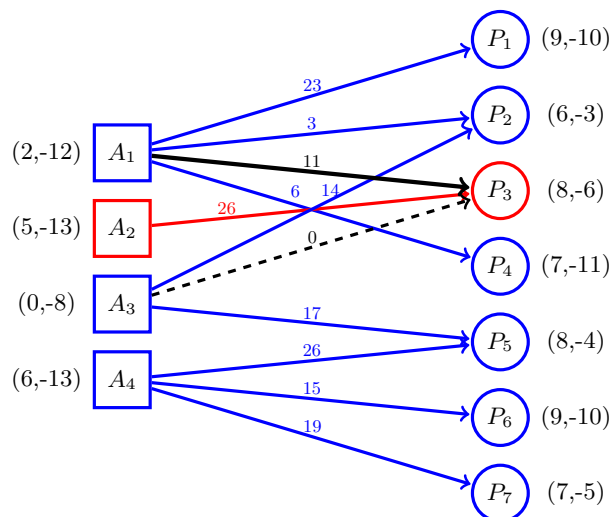 P1 (9,-10)
23
3 P2 (6,-3)
(2,-12) A1
11
6 14 P3 (8,-6)
(5,-13) A2 26
0
P4 (7,-11)
(0,-8) A3
17
P5 (8,-4)
26
(6,-13) A4
15
P6 (9,-10)
19
P7 (7,-5)